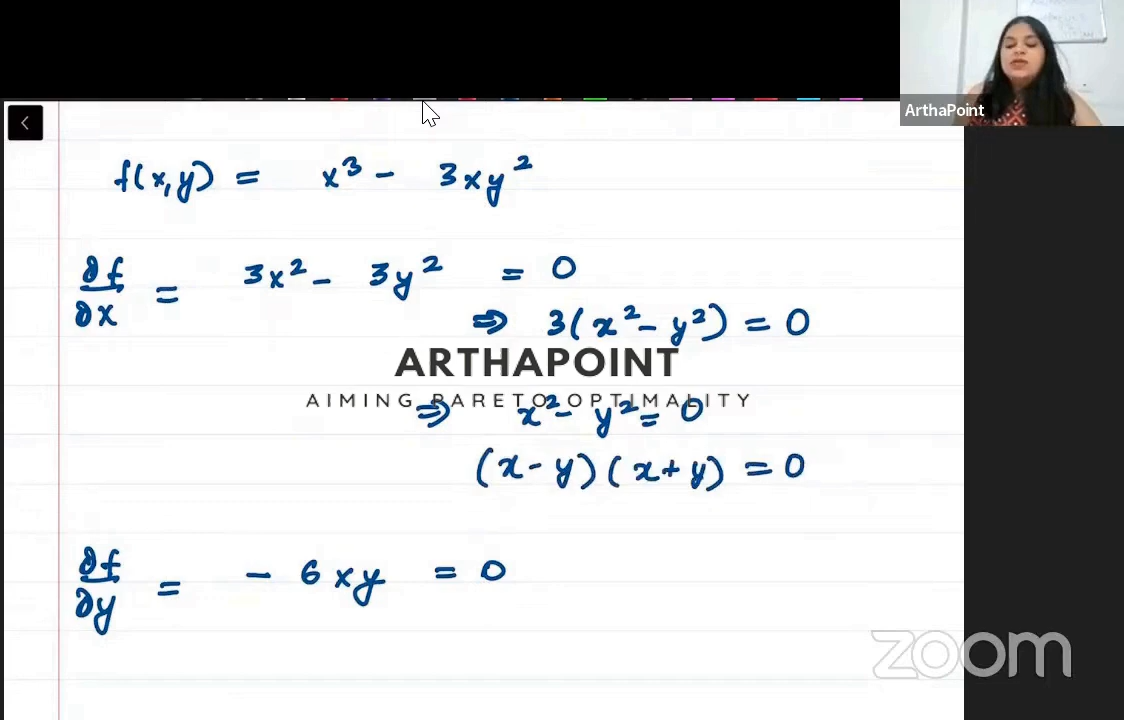 ArthaPoint
f(x,y) = x³ - 3xy²
∂f/∂x = 3x² - 3y² = 0
⇒ 3(x² - y²) = 0
ARTHAPOINT
AIMING PARETO OPTIMALITY
⇒ x² - y² = 0
(x - y)(x + y) = 0
∂f/∂y = - 6xy = 0
zoom